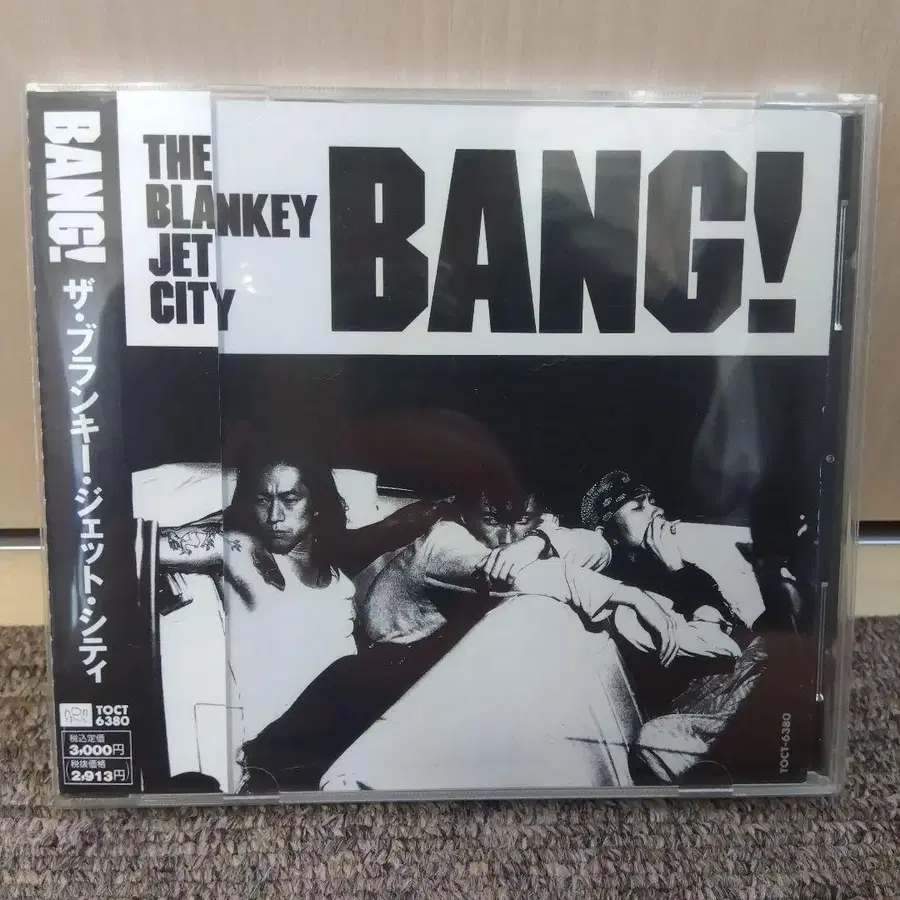 BANG!
ザ・ブランキー・ジェット・シティ
TOCT
6380
税込定価
3,000円
税抜価格
(2,913円)
THE
BLANKEY
JET
CITY
BANG!
TOCT-6380